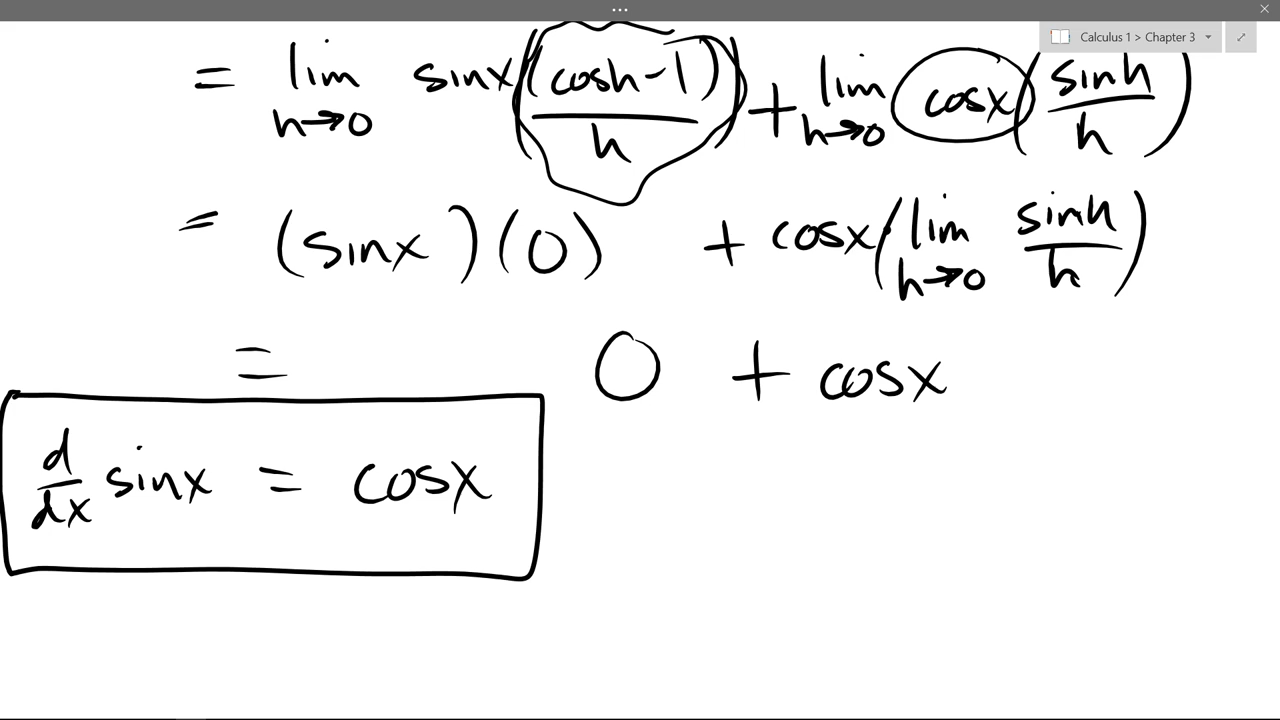 Calculus 1 > Chapter 3
= lim h→0 sinx((cosh-1)/h) + lim h→0 cosx(sinh/h)
= (sinx)(0) + cosx(lim h→0 sinh/h)
= 0 + cosx
d/dx sinx = cosx